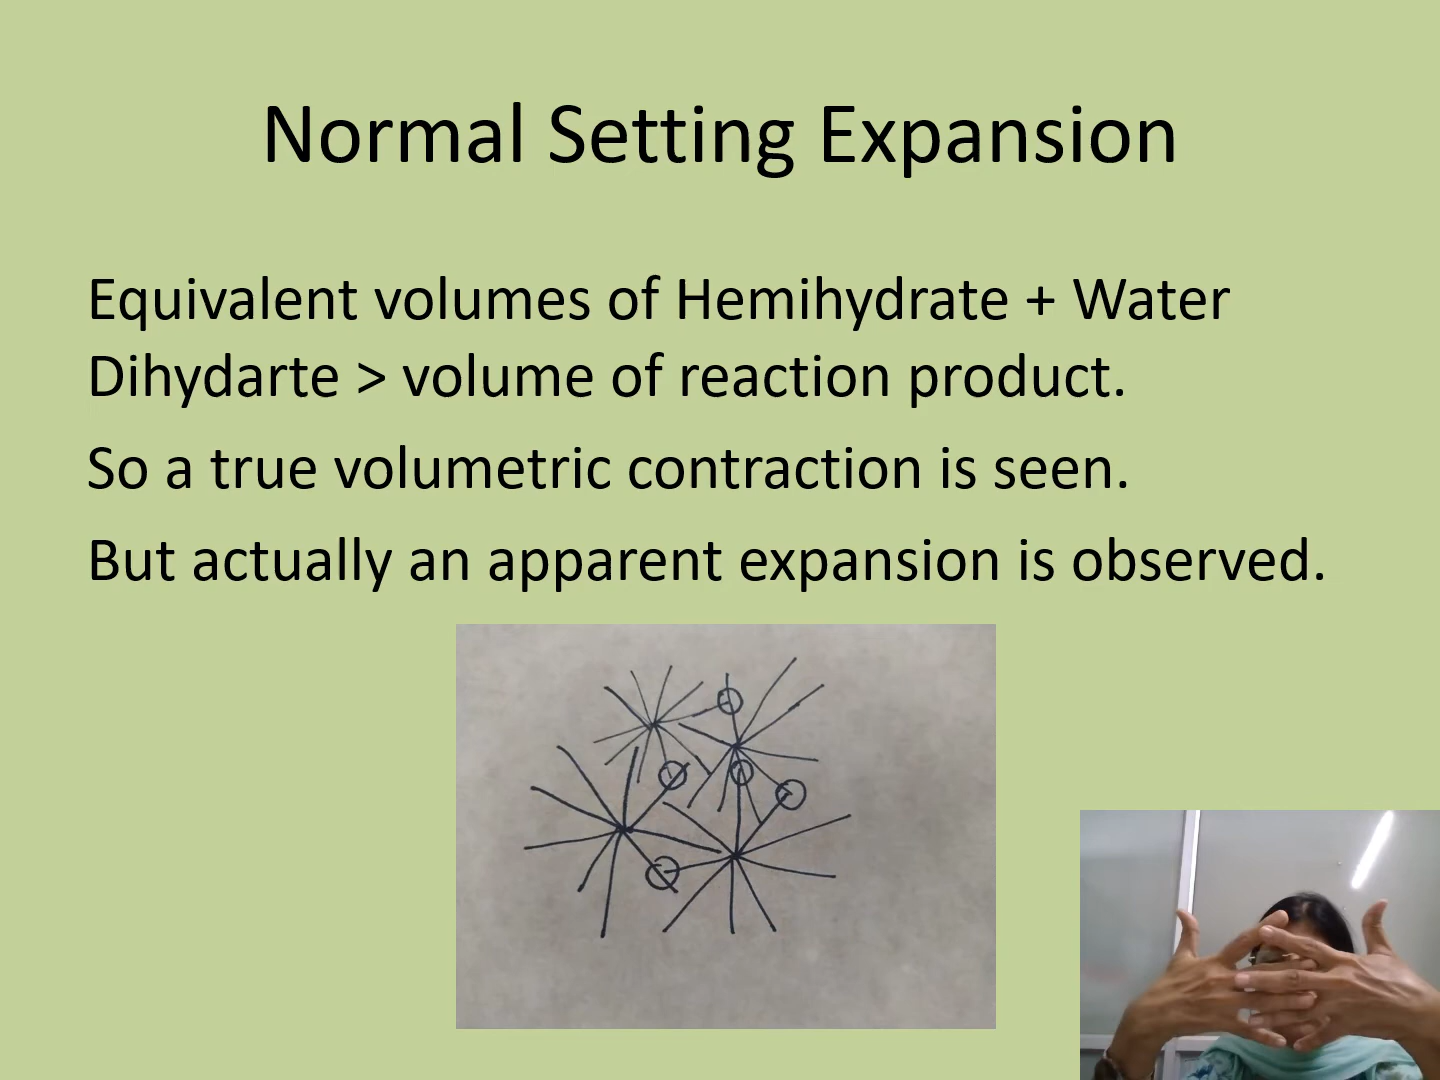 Normal Setting Expansion
Equivalent volumes of Hemihydrate + Water
Dihydarte > volume of reaction product.
So a true volumetric contraction is seen.
But actually an apparent expansion is observed.